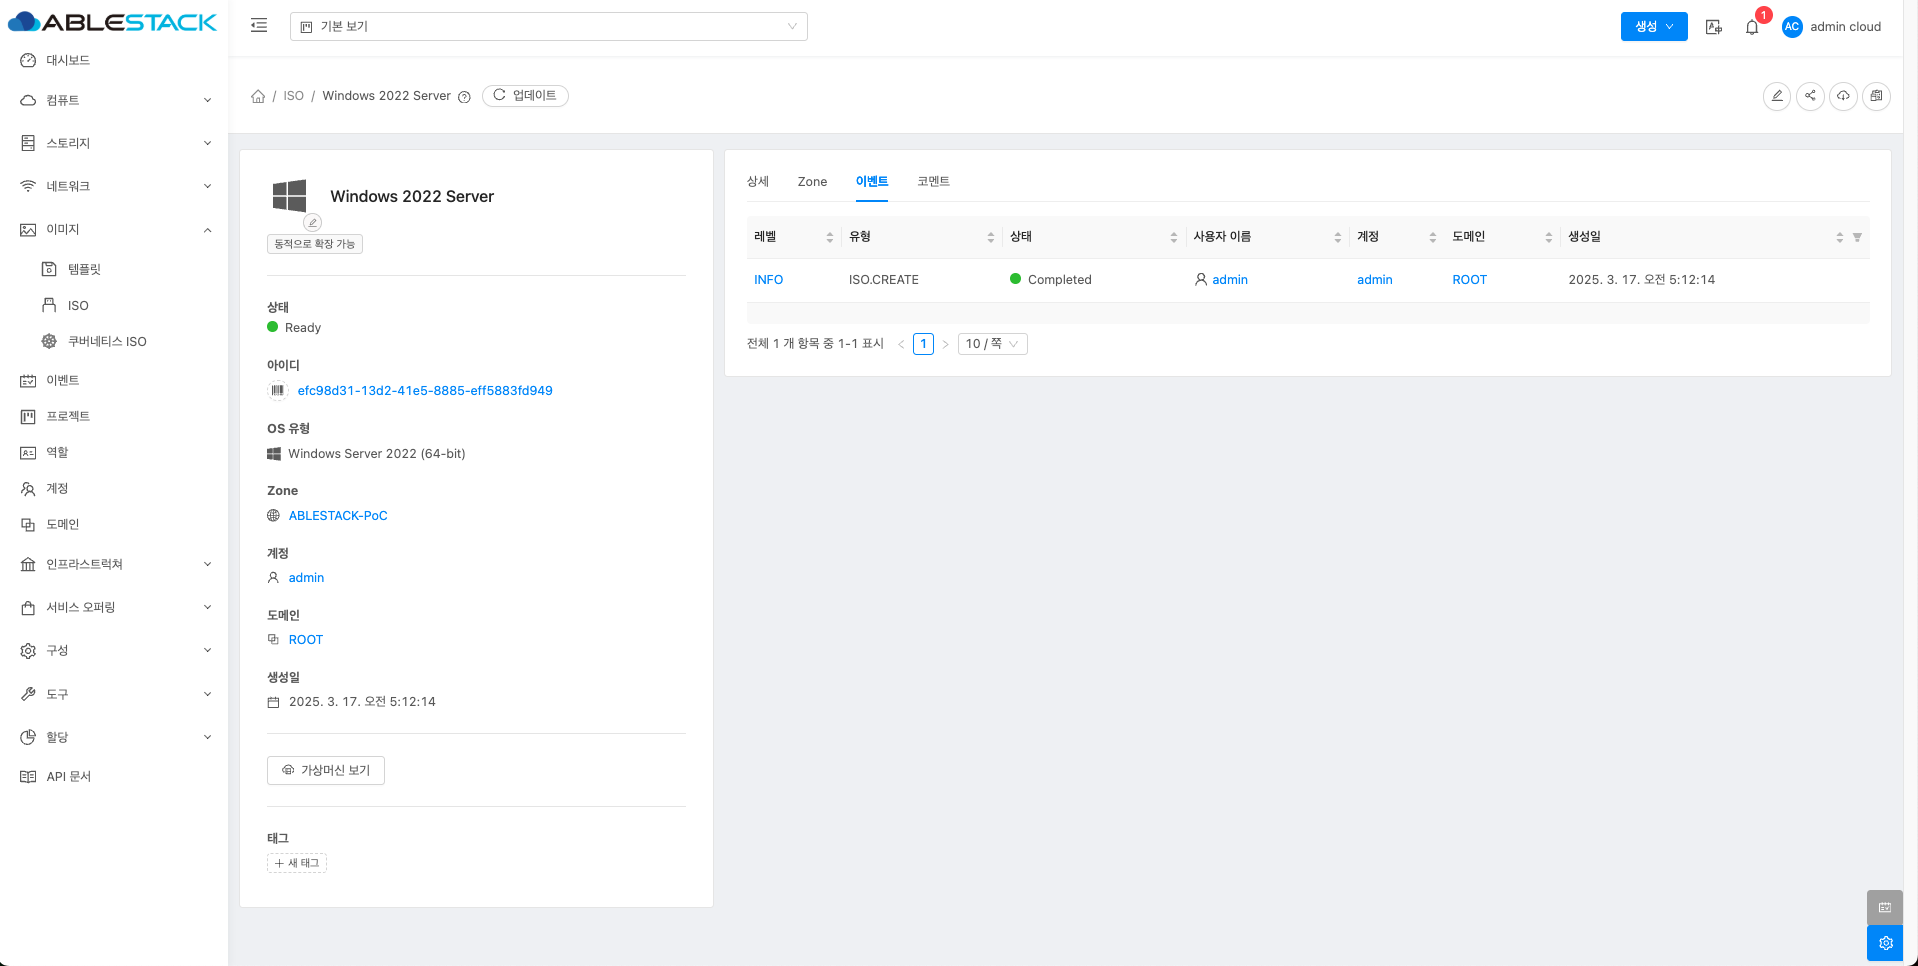 ABLESTACK
기본 보기
생성
1
AC
admin cloud
대시보드
컴퓨트
스토리지
네트워크
이미지
템플릿
ISO
쿠버네티스 ISO
이벤트
프로젝트
역할
계정
도메인
인프라스트럭쳐
서비스 오퍼링
구성
도구
할당
API 문서
/ ISO / Windows 2022 Server
업데이트
Windows 2022 Server
동적으로 확장 가능
상태
Ready
아이디
efc98d31-13d2-41e5-8885-eff5883fd949
OS 유형
Windows Server 2022 (64-bit)
Zone
ABLESTACK-PoC
계정
admin
도메인
ROOT
생성일
2025. 3. 17. 오전 5:12:14
가상머신 보기
태그
+ 새 태그
상세 Zone 이벤트 코멘트
레벨 유형 상태 사용자 이름 계정 도메인 생성일
INFO ISO.CREATE Completed admin admin ROOT 2025. 3. 17. 오전 5:12:14
전체 1 개 항목 중 1-1 표시 < 1 > 10 / 쪽